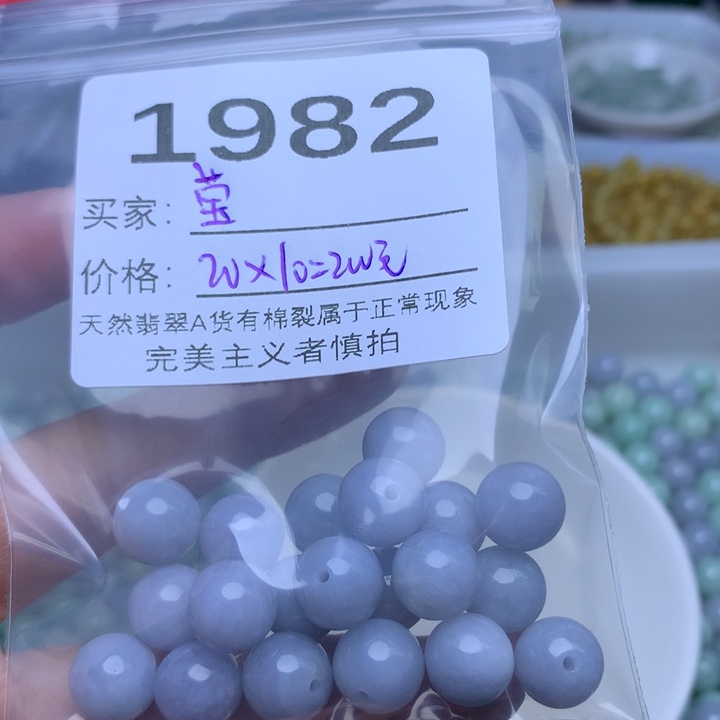 1982
买家：莹
价格：20×10=200元
天然翡翠A货有棉裂属于正常现象
完美主义者慎拍